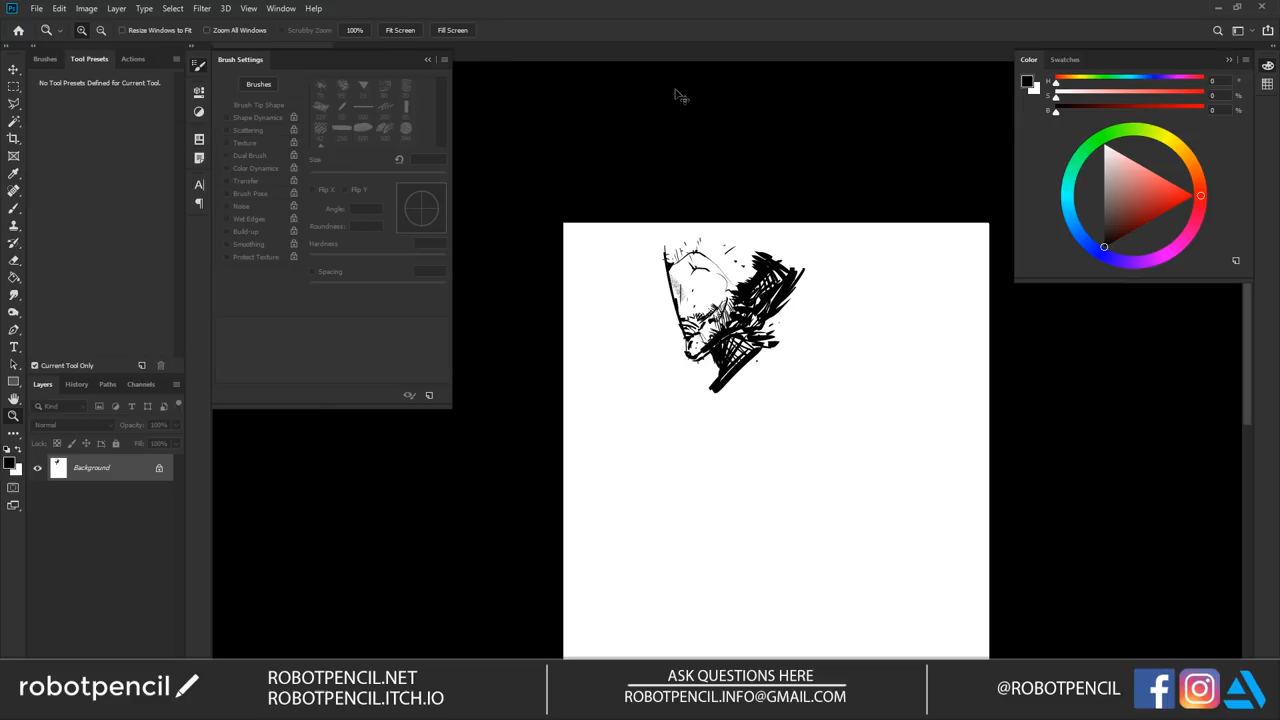 Ps File Edit Image Layer Type Select Filter 3D View Window Help
Resize Windows to Fit Zoom All Windows Scrubby Zoom 100% Fit Screen Fill Screen
Brushes Tool Presets Actions
No Tool Presets Defined for Current Tool.
Current Tool Only
Layers History Paths Channels
Kind
Normal Opacity: 100%
Lock: Fill: 100%
Background
Brush Settings
Brushes
Brush Tip Shape
Shape Dynamics
Scattering
Texture
Dual Brush
Color Dynamics
Transfer
Brush Pose
Noise
Wet Edges
Build-up
Smoothing
Protect Texture
Size
Flip X Flip Y
Angle:
Roundness:
Hardness
Spacing
Color Swatches
H 0 °
S 0 %
B 0 %
robotpencil
ROBOTPENCIL.NET
ROBOTPENCIL.ITCH.IO
ASK QUESTIONS HERE
ROBOTPENCIL.INFO@GMAIL.COM
@ROBOTPENCIL